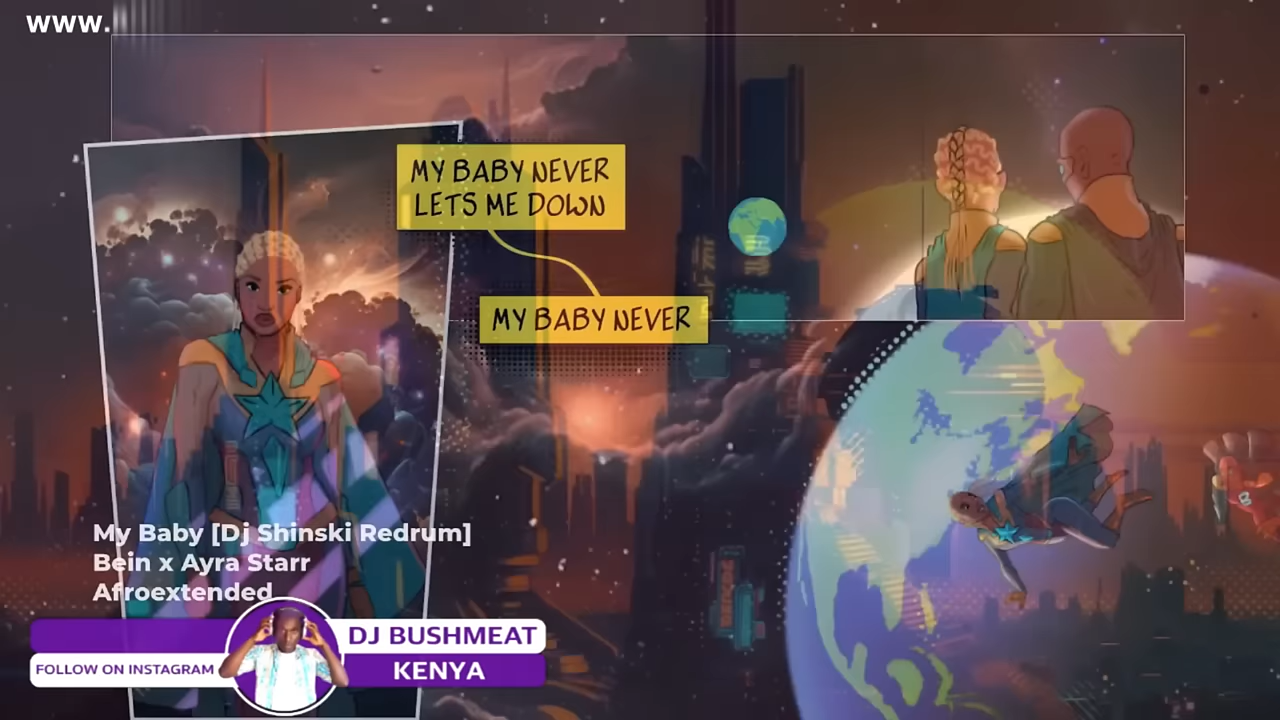 www.
MY BABY NEVER
LETS ME DOWN
MY BABY NEVER
My Baby [Dj Shinski Redrum]
Bein x Ayra Starr
Afroextended
DJ BUSHMEAT
FOLLOW ON INSTAGRAM
KENYA